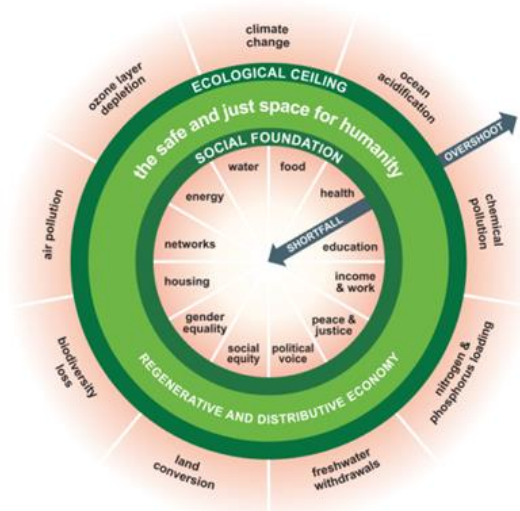 climate
change
ocean
acidification
chemical
pollution
nitrogen &
phosphorus loading
freshwater
withdrawals
land
conversion
biodiversity
loss
air pollution
ozone layer
depletion
ECOLOGICAL CEILING
OVERSHOOT
the safe and just space for humanity
SOCIAL FOUNDATION
water
food
health
SHORTFALL
education
income
& work
peace &
justice
political
voice
social
equity
gender
equality
housing
networks
energy
REGENERATIVE AND DISTRIBUTIVE ECONOMY